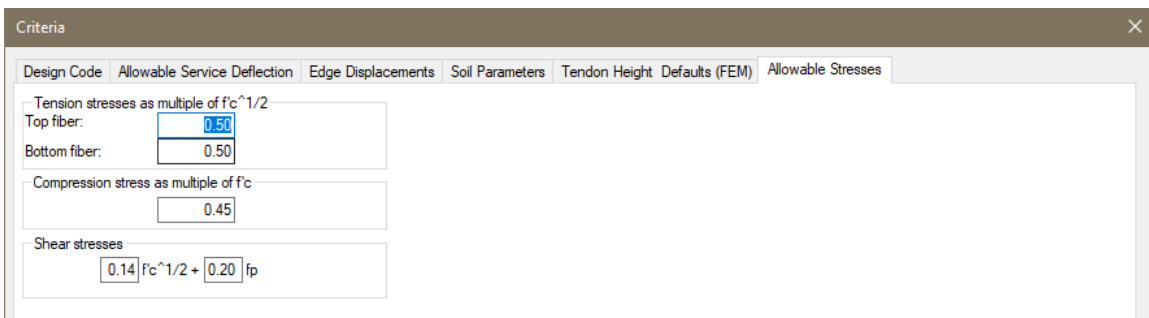 Criteria
Design Code Allowable Service Deflection Edge Displacements Soil Parameters Tendon Height Defaults (FEM) Allowable Stresses
Tension stresses as multiple of f'c^1/2
Top fiber: 0.50
Bottom fiber: 0.50
Compression stress as multiple of f'c
0.45
Shear stresses
0.14 f'c^1/2 + 0.20 fp